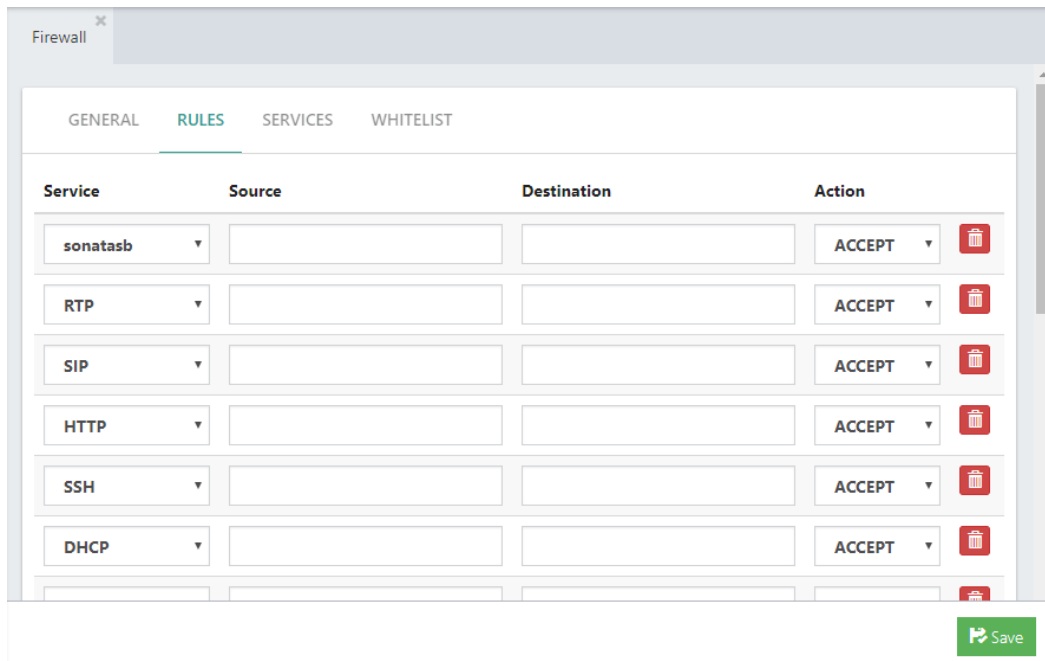 Firewall
GENERAL RULES SERVICES WHITELIST
Service Source Destination Action
sonatasb ACCEPT
RTP ACCEPT
SIP ACCEPT
HTTP ACCEPT
SSH ACCEPT
DHCP ACCEPT
Save